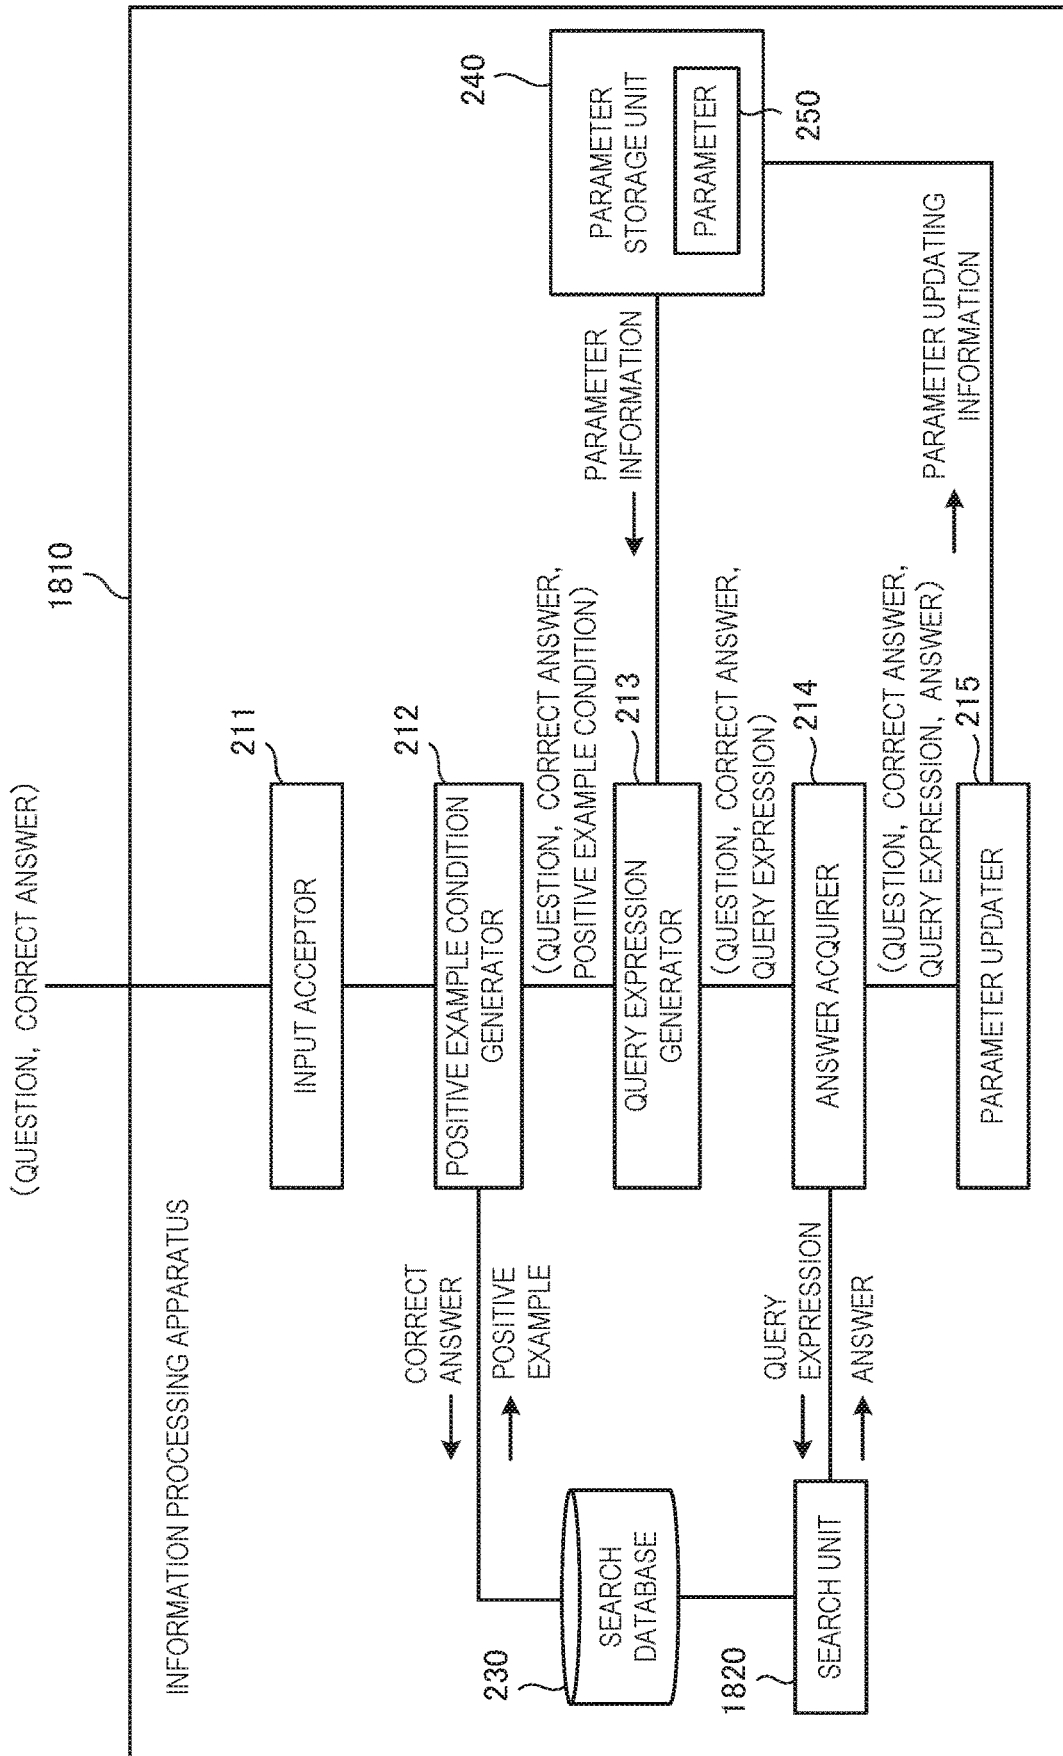 (QUESTION, CORRECT ANSWER)
1810
INFORMATION PROCESSING APPARATUS
211
INPUT ACCEPTOR
212
POSITIVE EXAMPLE CONDITION
GENERATOR
CORRECT
ANSWER
POSITIVE
EXAMPLE
(QUESTION, CORRECT ANSWER,
POSITIVE EXAMPLE CONDITION)
213
QUERY EXPRESSION
GENERATOR
PARAMETER
INFORMATION
240
PARAMETER
STORAGE UNIT
PARAMETER
250
230
SEARCH
DATABASE
(QUESTION, CORRECT ANSWER,
QUERY EXPRESSION)
214
ANSWER ACQUIRER
QUERY
EXPRESSION
ANSWER
1820
SEARCH UNIT
(QUESTION, CORRECT ANSWER,
QUERY EXPRESSION, ANSWER)
215
PARAMETER UPDATER
PARAMETER UPDATING
INFORMATION